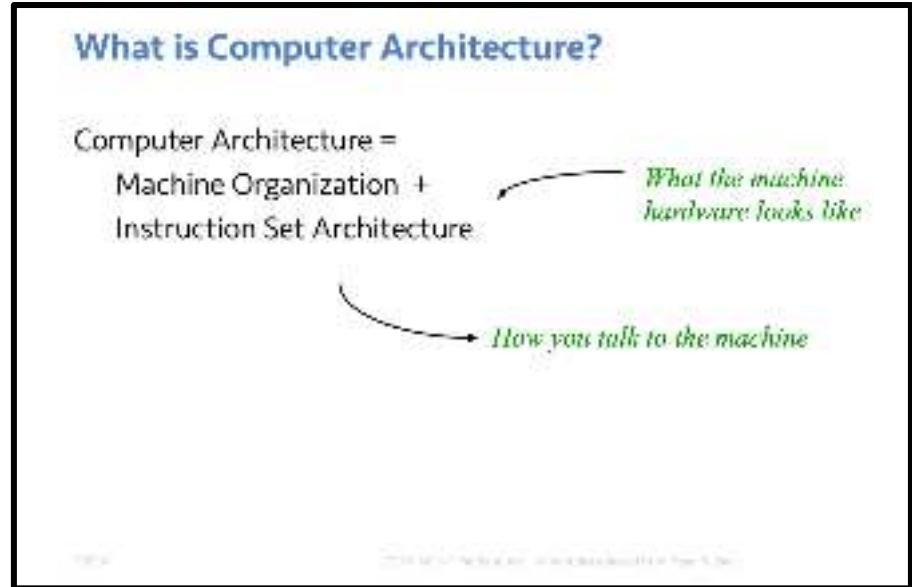 What is Computer Architecture?
Computer Architecture =
Machine Organization +
Instruction Set Architecture
What the machine
hardware looks like
How you talk to the machine